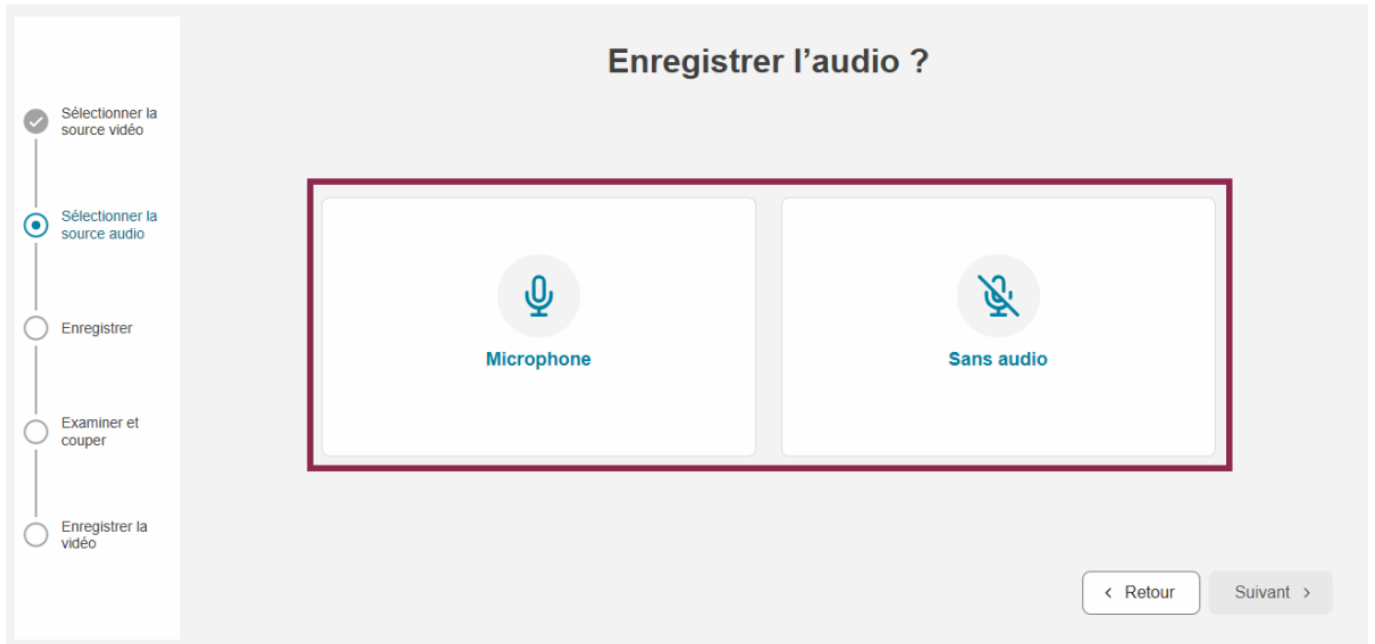 Enregistrer l’audio ?
Sélectionner la
source vidéo
Sélectionner la
source audio
Enregistrer
Examiner et
couper
Enregistrer la
vidéo
Microphone
Sans audio
Retour
Suivant